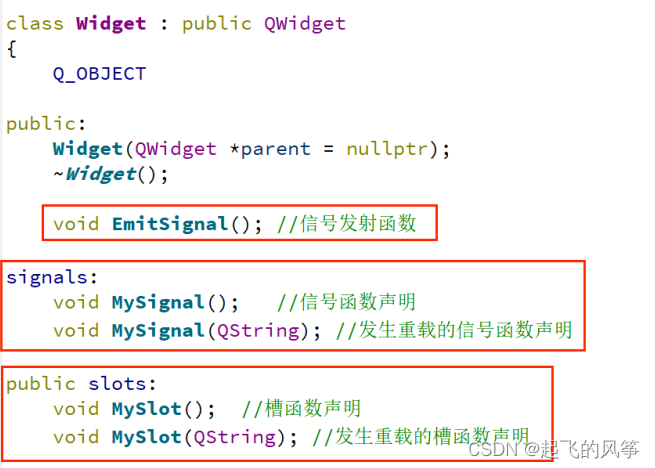 class Widget : public QWidget
{
    Q_OBJECT
public:
    Widget(QWidget *parent = nullptr);
    ~Widget();
    void EmitSignal(); //信号发射函数
signals:
    void MySignal();   //信号函数声明
    void MySignal(QString); //发生重载的信号函数声明
public slots:
    void MySlot();  //槽函数声明
    void MySlot(QString); //发生重载的槽函数声明
CSDN @起飞的风筝